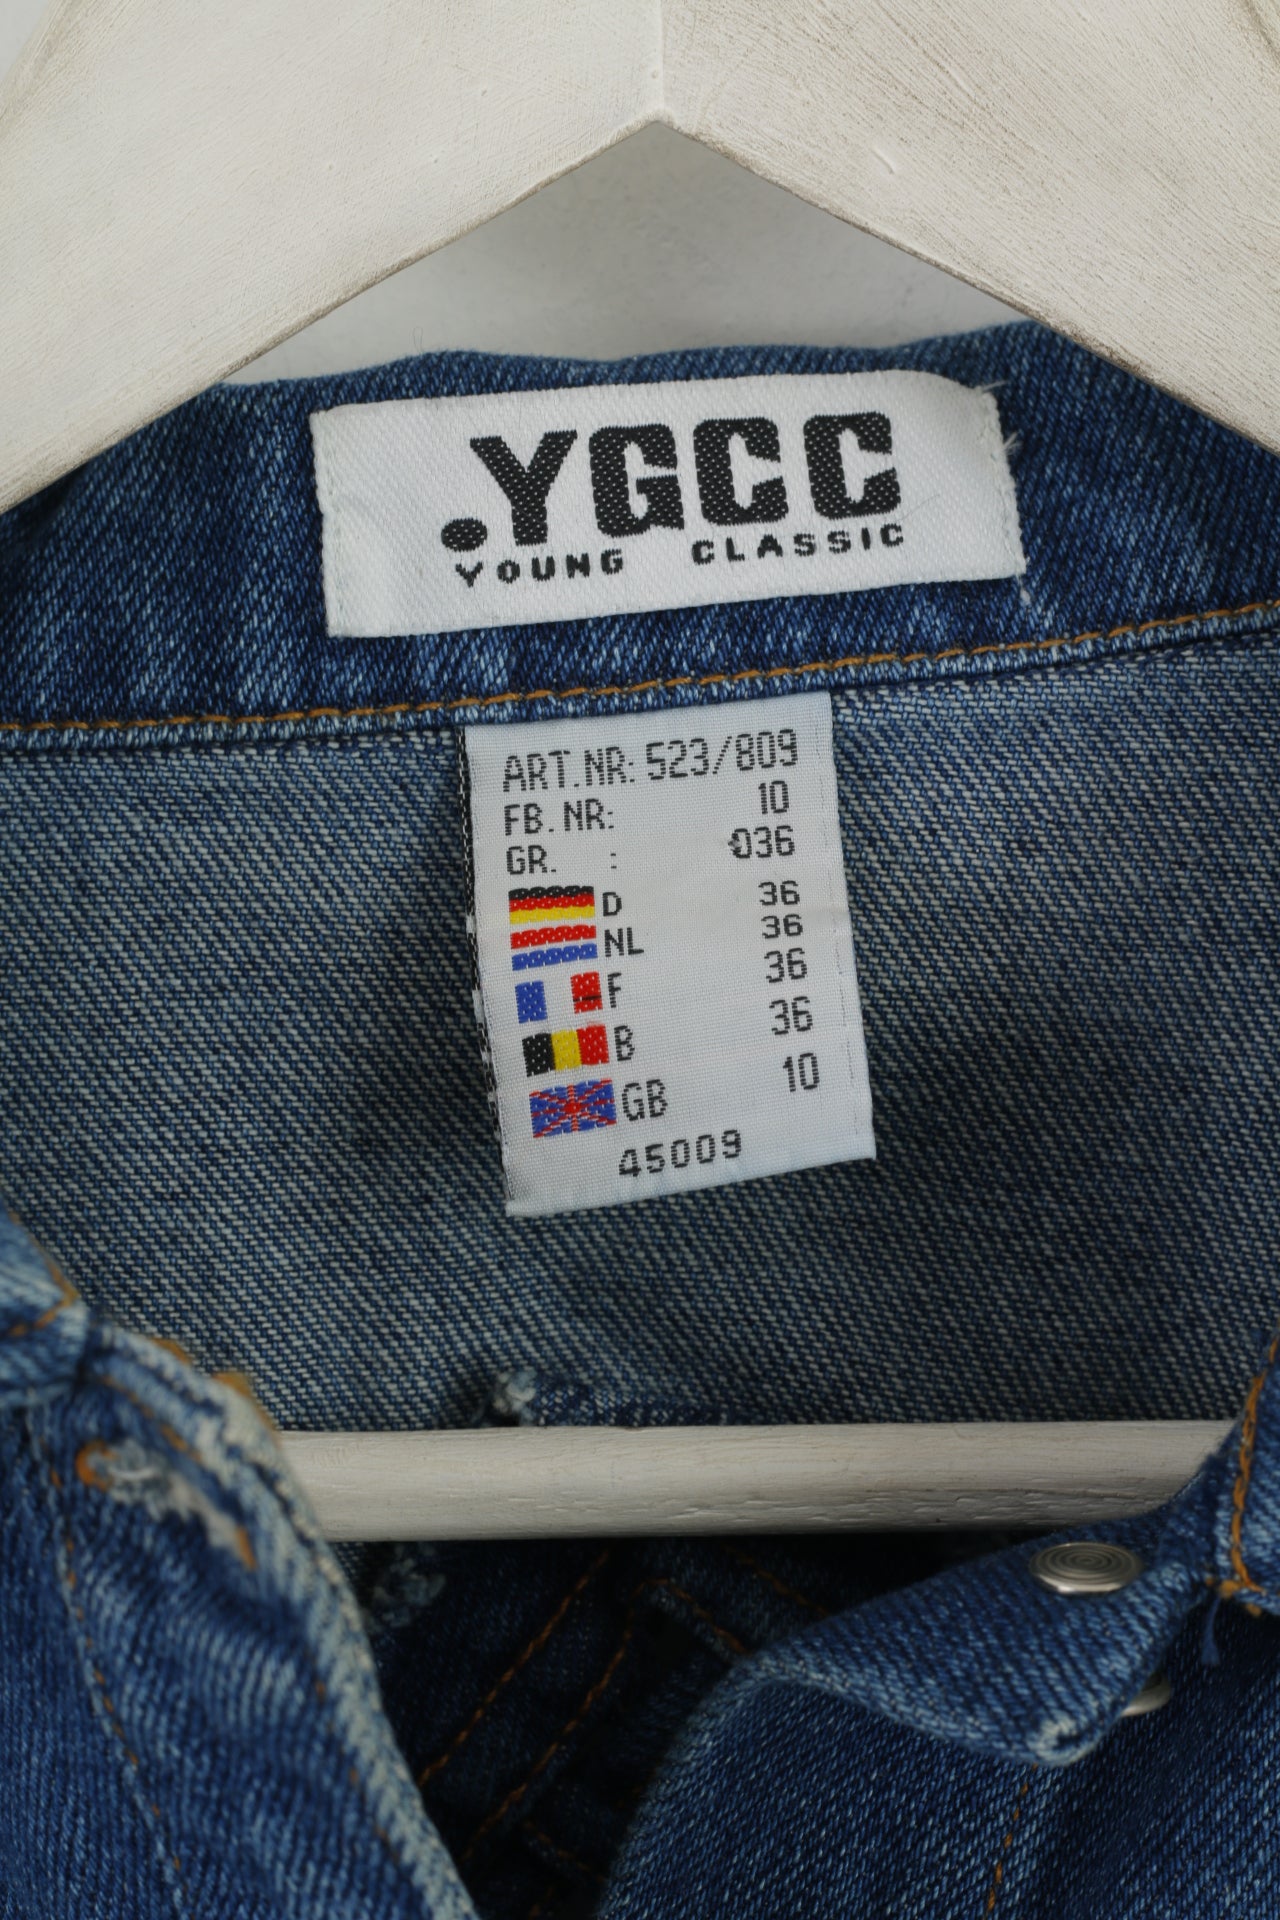 .YGCC
YOUNG CLASSIC
ART.NR: 523/809
FB.NR: 10
GR. : 036
D 36
NL 36
F 36
B 36
GB 10
45009